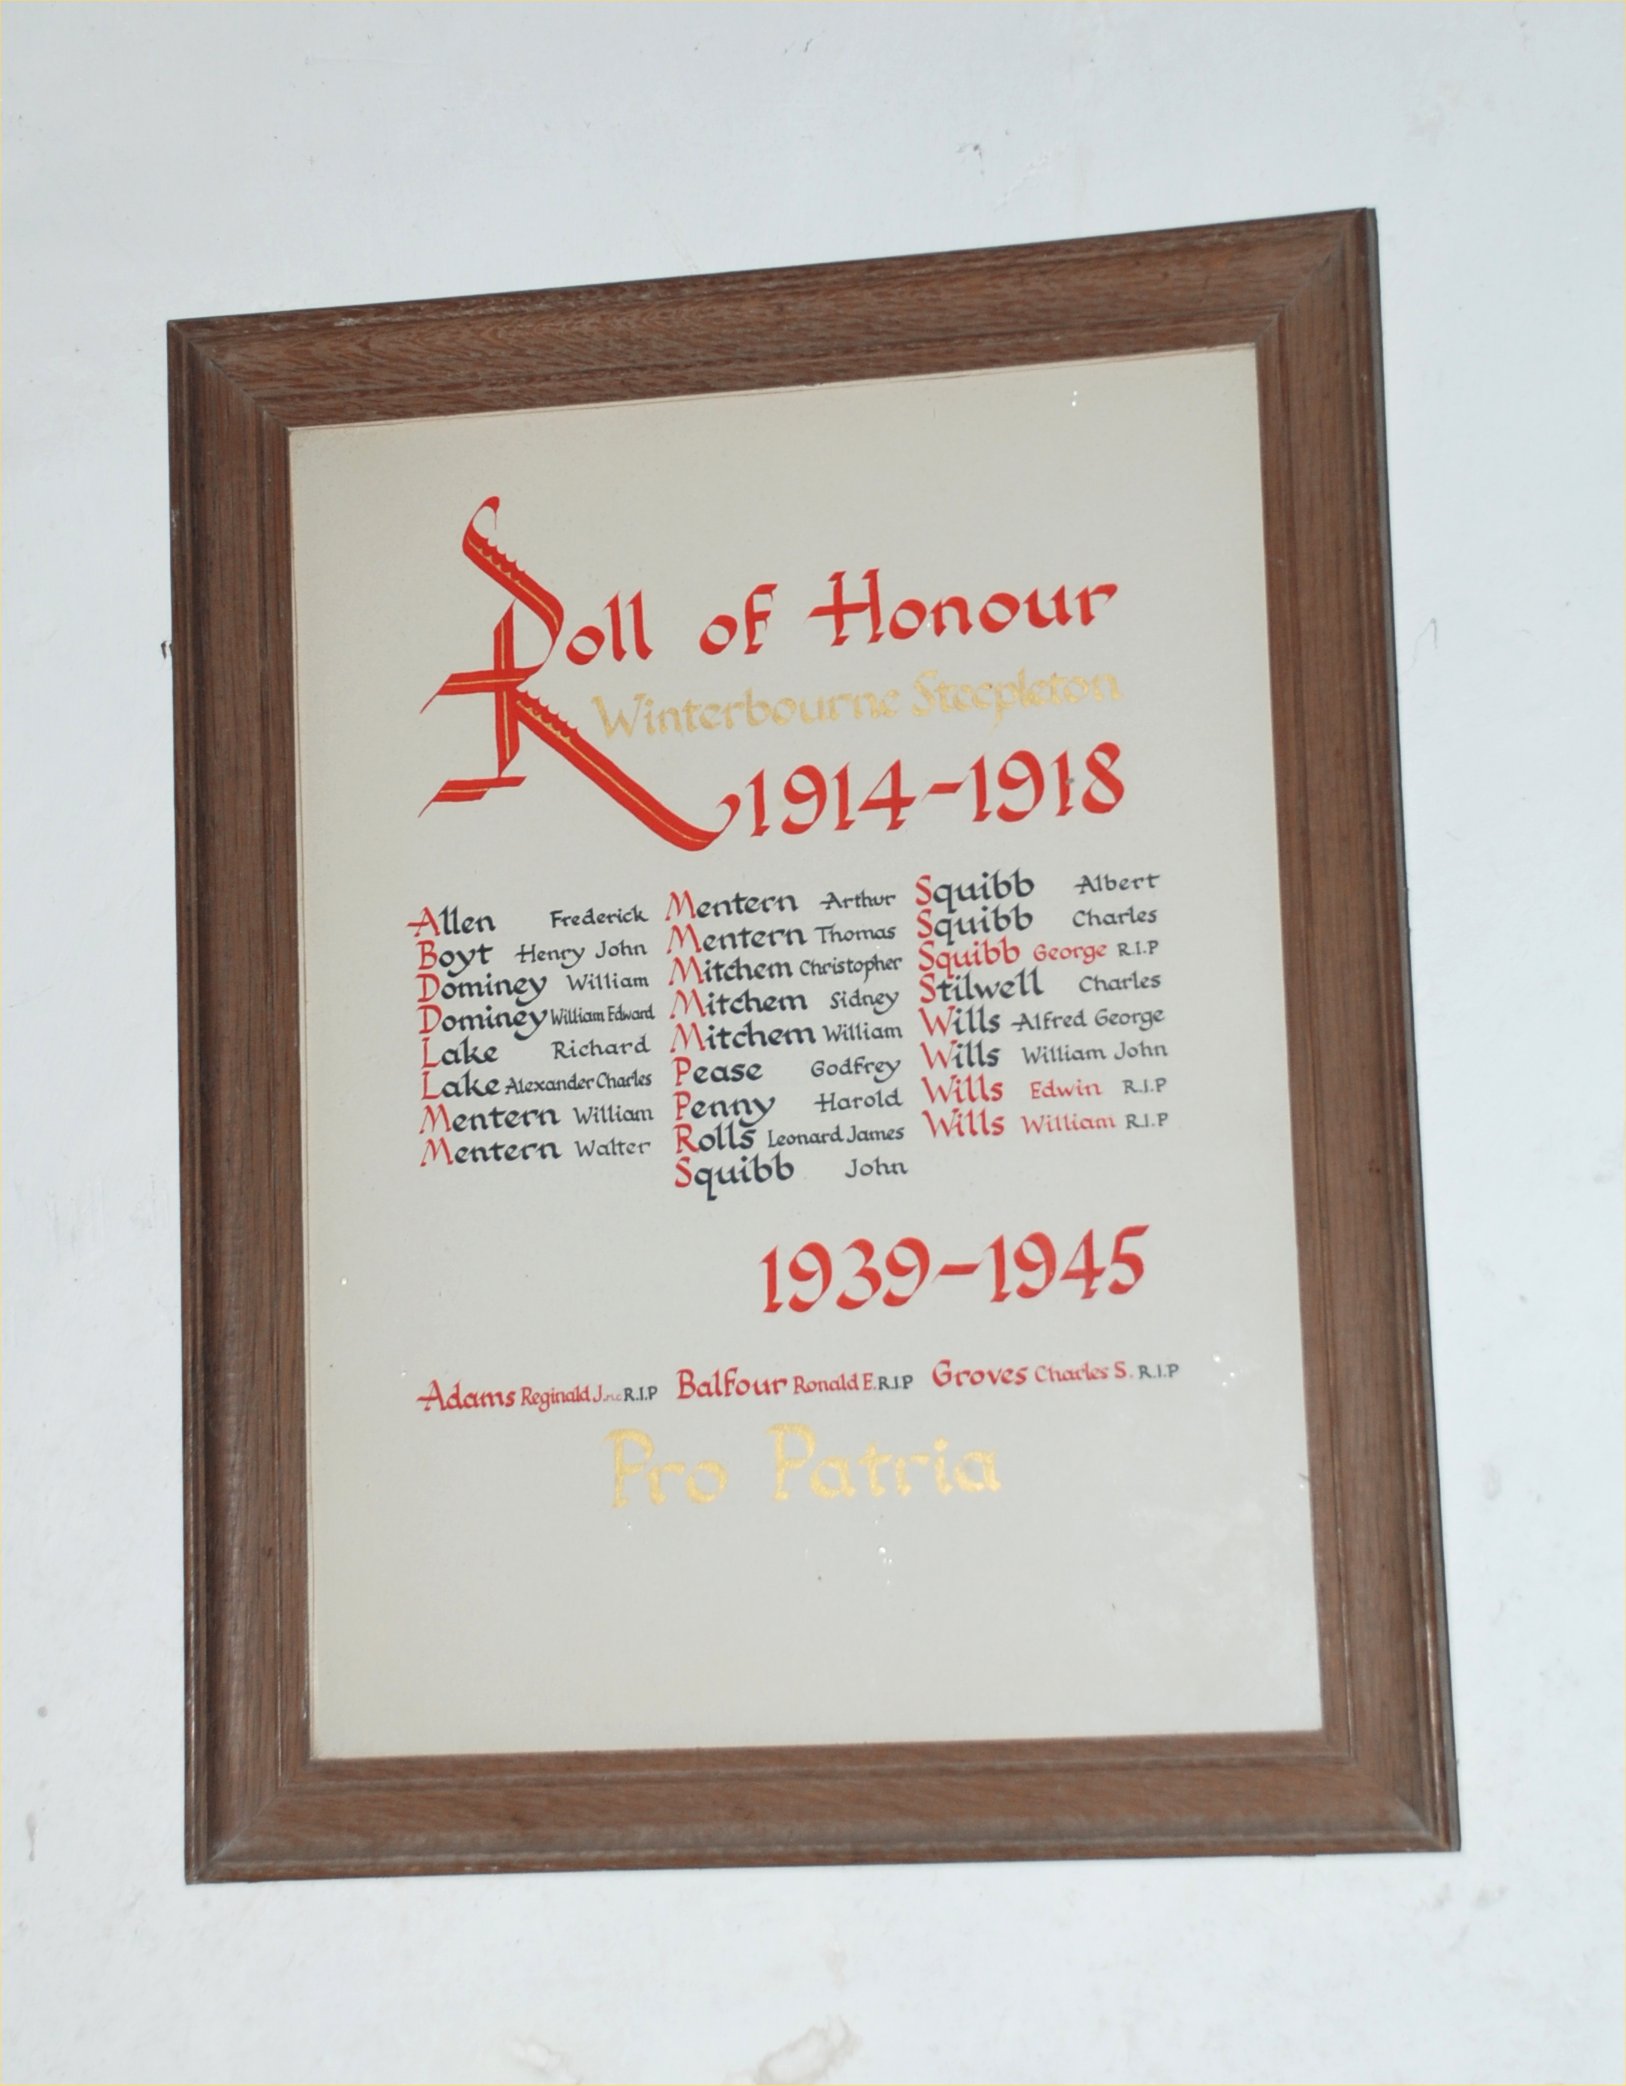 Roll of Honour
Winterbourne Steepleton
1914-1918
Allen Frederick
Boyt Henry John
Dominey William
Dominey William Edward
Lake Richard
Lake Alexander Charles
Mentern William
Mentern Walter
Mentern Arthur
Mentern Thomas
Mitchem Christopher
Mitchem Sidney
Mitchem William
Pease Godfrey
Penny Harold
Rolls Leonard James
Squibb John
Squibb Albert
Squibb Charles
Squibb George R.I.P
Stilwell Charles
Wills Alfred George
Wills William John
Wills Edwin R.I.P
Wills William R.I.P
1939-1945
Adams Reginald J. R.I.P
Balfour Ronald E. R.I.P
Groves Charles S. R.I.P
Pro Patria